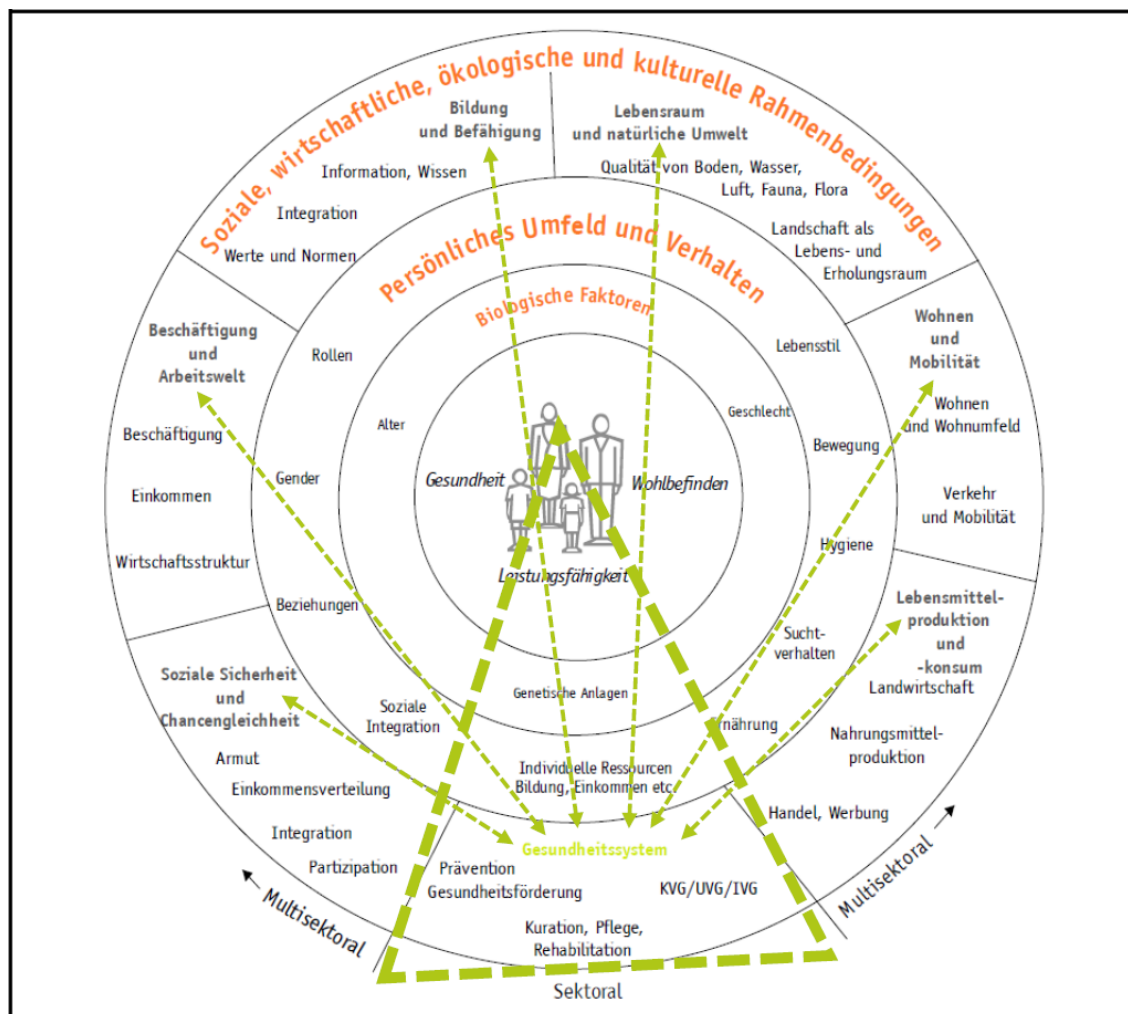 Soziale, wirtschaftliche, ökologische und kulturelle Rahmenbedingungen
Bildung
und Befähigung
Information, Wissen
Integration
Werte und Normen
Lebensraum
und natürliche Umwelt
Qualität von Boden, Wasser,
Luft, Fauna, Flora
Landschaft als
Lebens- und
Erholungsraum
Persönliches Umfeld und Verhalten
Biologische Faktoren
Beschäftigung
und
Arbeitswelt
Beschäftigung
Einkommen
Wirtschaftsstruktur
Rollen
Gender
Beziehungen
Soziale
Integration
Alter
Gesundheit
Wohlbefinden
Leistungsfähigkeit
Geschlecht
Genetische Anlagen
Lebensstil
Bewegung
Hygiene
Sucht-
verhalten
Ernährung
Individuelle Ressourcen
Bildung, Einkommen etc.
Wohnen
und
Mobilität
Wohnen
und Wohnumfeld
Verkehr
und Mobilität
Lebensmittel-
produktion
und
-konsum
Landwirtschaft
Nahrungsmittel-
produktion
Handel, Werbung
Soziale Sicherheit
und
Chancengleichheit
Armut
Einkommensverteilung
Integration
Partizipation
Gesundheitssystem
Prävention
Gesundheitsförderung
KVG/UVG/IVG
Kuration, Pflege,
Rehabilitation
Multisektoral
Sektoral
Multisektoral